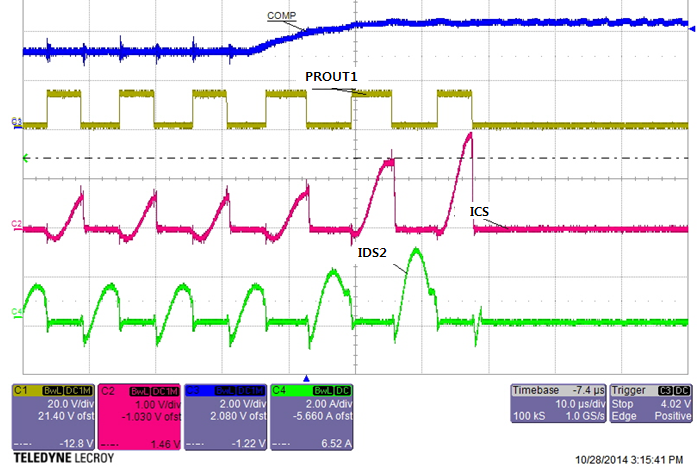 COMP
PROUT1
C3
C2
ICS
IDS2
C4
C1 BwL DC1M C2 BwL DC1M C3 BwL DC1M C4 BwL DC Timebase -7.4 µs Trigger C3 DC
20.0 V/div 1.00 V/div 2.00 V/div 2.00 A/div 10.0 µs/div Stop 4.02 V
21.40 V ofst -1.030 V ofst 2.080 V ofst -5.660 A ofst 100 kS 1.0 GS/s Edge Positive
-12.8 V 1.46 V -1.22 V 6.52 A
TELEDYNE LECROY 10/28/2014 3:15:41 PM